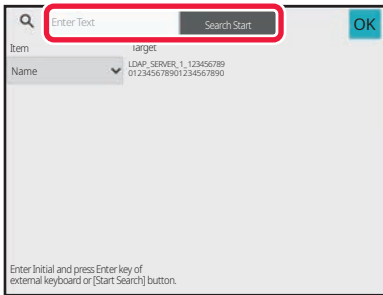 Enter Text
Search Start
OK
Item
Target
Name
LDAP_SERVER_1_123456789
012345678901234567890
Enter Initial and press Enter key of
external keyboard or [Start Search] button.